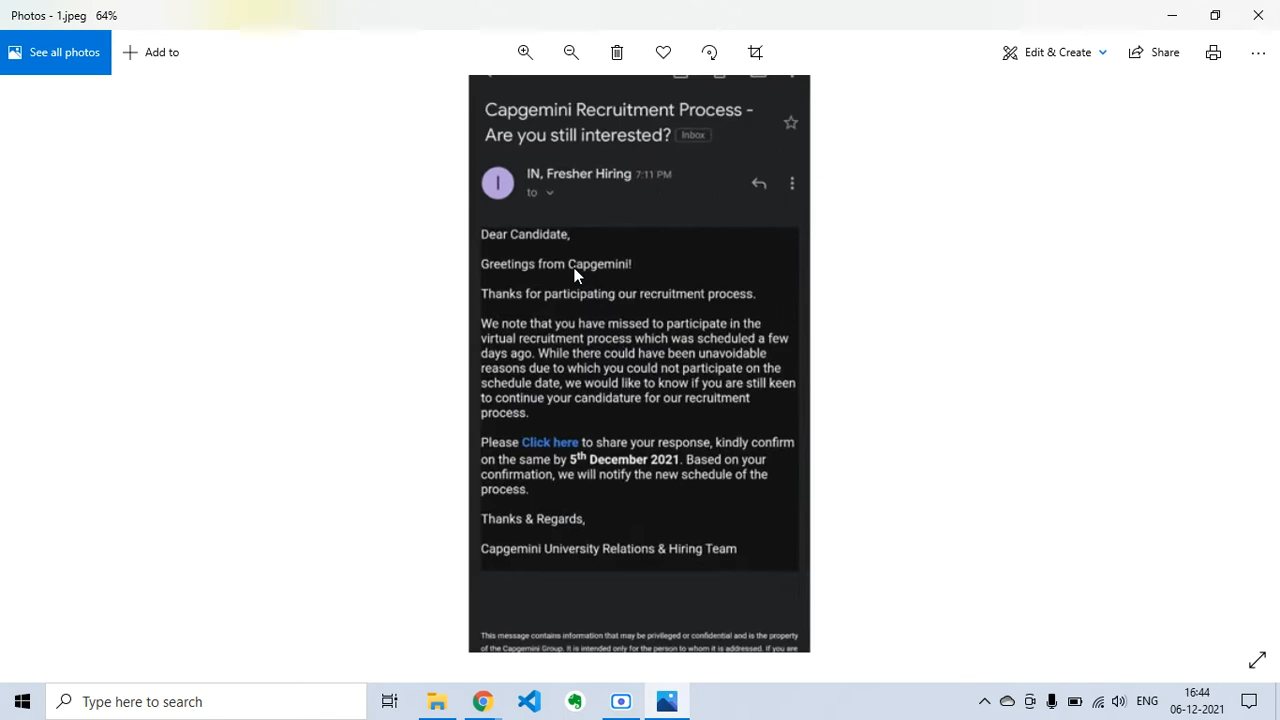 Photos - 1.jpeg 64%
See all photos
Add to
Edit & Create
Share
Capgemini Recruitment Process -
Are you still interested? Inbox
I
IN, Fresher Hiring 7:11 PM
to
Dear Candidate,
Greetings from Capgemini!
Thanks for participating our recruitment process.
We note that you have missed to participate in the
virtual recruitment process which was scheduled a few
days ago. While there could have been unavoidable
reasons due to which you could not participate on the
schedule date, we would like to know if you are still keen
to continue your candidature for our recruitment
process.
Please Click here to share your response, kindly confirm
on the same by 5th December 2021. Based on your
confirmation, we will notify the new schedule of the
process.
Thanks & Regards,
Capgemini University Relations & Hiring Team
This message contains information that may be privileged or confidential and is the property
of the Capgemini Group. It is intended only for the person to whom it is addressed. If you are
Type here to search
ENG
6:44
06-12-2021